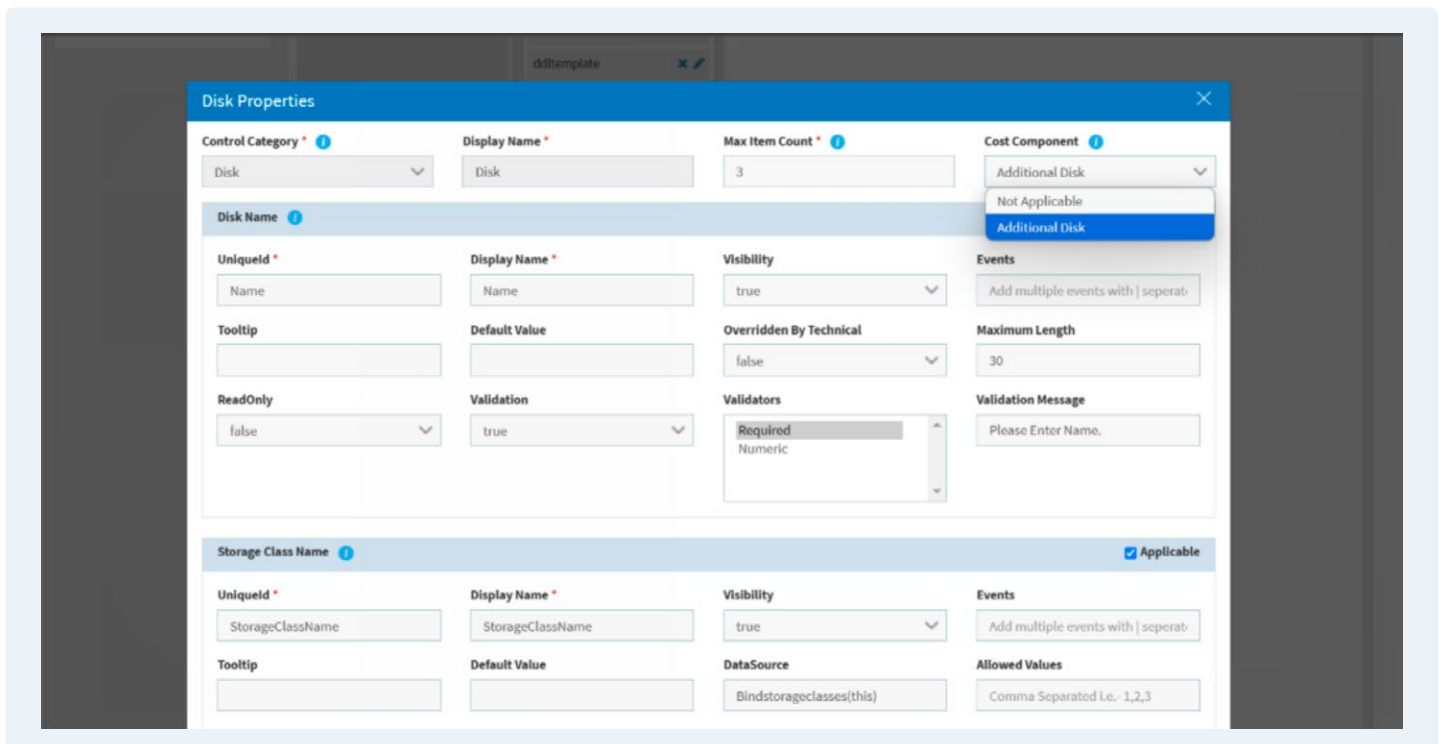 ddltemplate
Disk Properties
Control Category * Display Name * Max Item Count * Cost Component
Disk Disk 3 Additional Disk
Not Applicable
Additional Disk
Disk Name
UniqueId * Display Name * Visibility Events
Name Name true Add multiple events with | seperat
Tooltip Default Value Overridden By Technical Maximum Length
false 30
ReadOnly Validation Validators Validation Message
false true Required Please Enter Name.
Numeric
Storage Class Name Applicable
UniqueId * Display Name * Visibility Events
StorageClassName StorageClassName true Add multiple events with | seperat
Tooltip Default Value DataSource Allowed Values
Bindstorageclasses(this) Comma Separated i.e.- 1,2,3